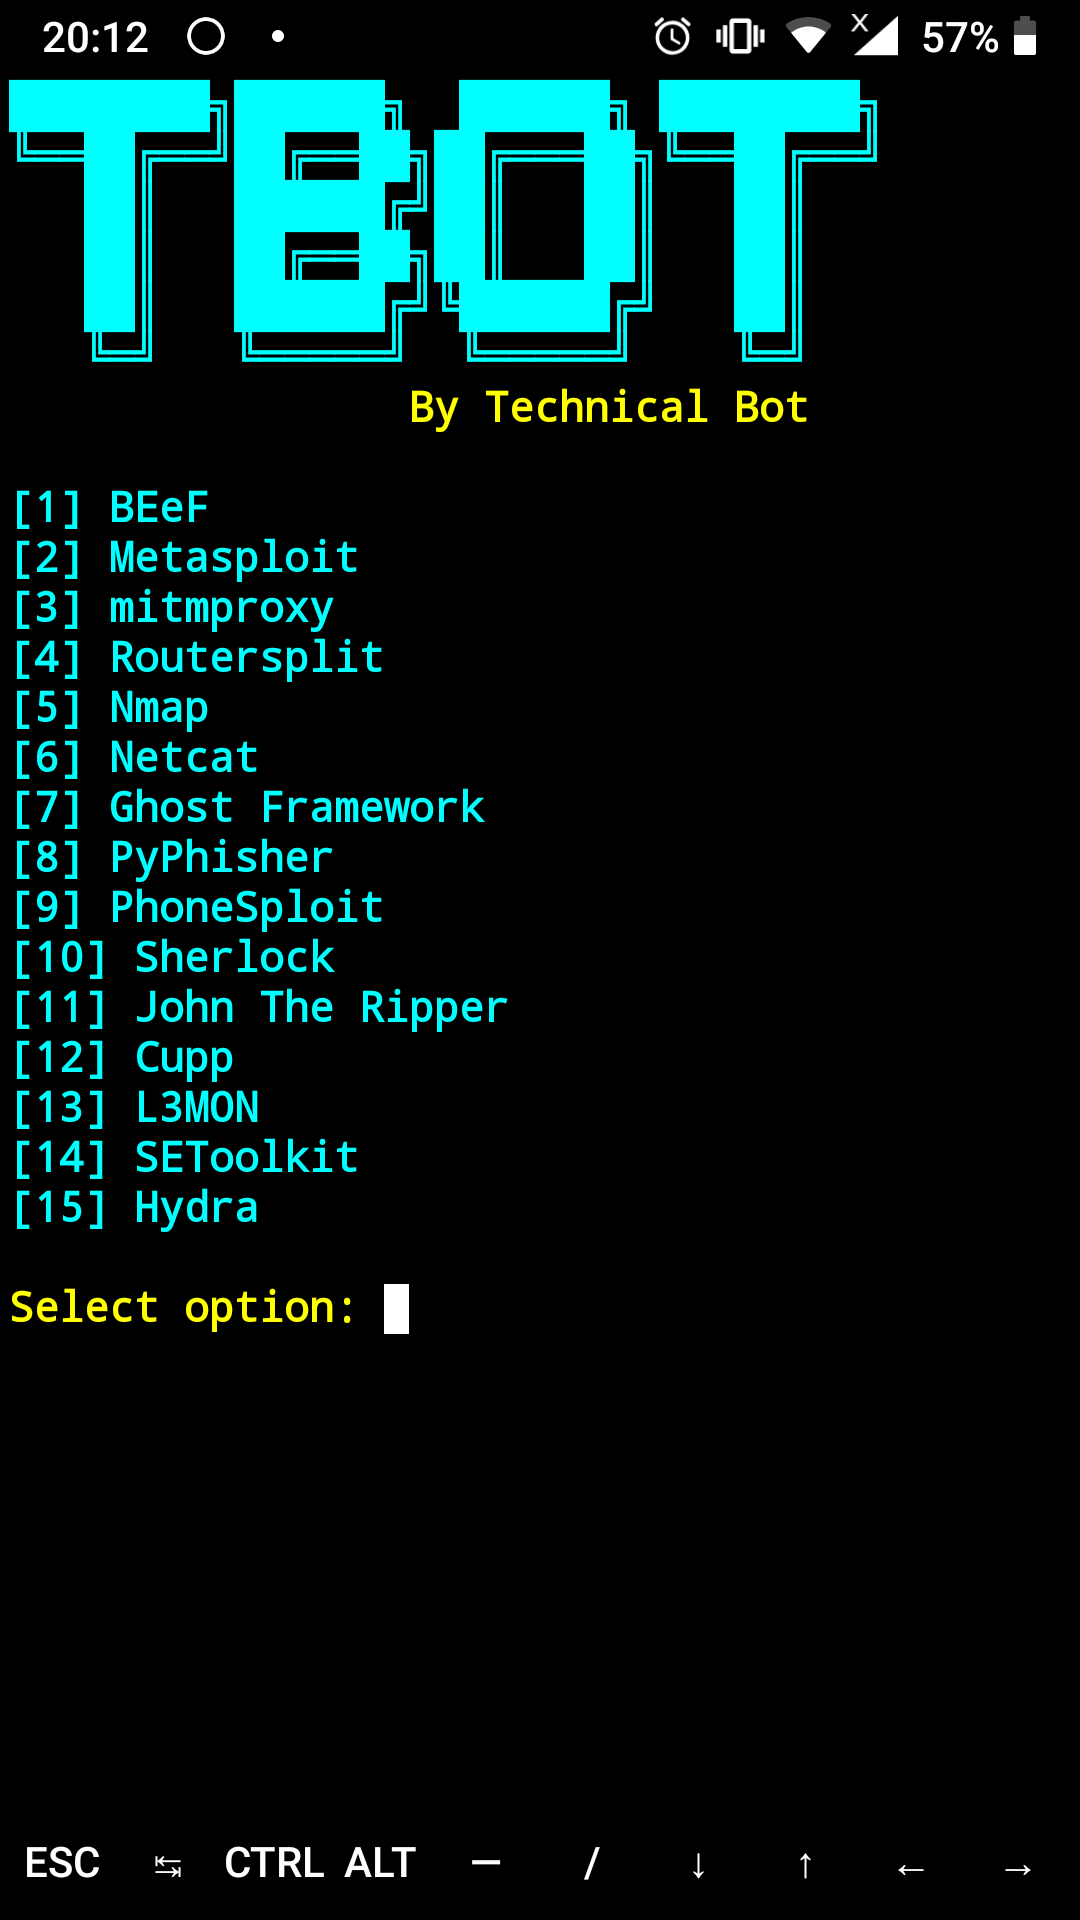 20:12 X 57%
TBOT
By Technical Bot
[1] BEeF
[2] Metasploit
[3] mitmproxy
[4] Routersplit
[5] Nmap
[6] Netcat
[7] Ghost Framework
[8] PyPhisher
[9] PhoneSploit
[10] Sherlock
[11] John The Ripper
[12] Cupp
[13] L3MON
[14] SEToolkit
[15] Hydra
Select option:
ESC ↹ CTRL ALT — / ↓ ↑ ← →